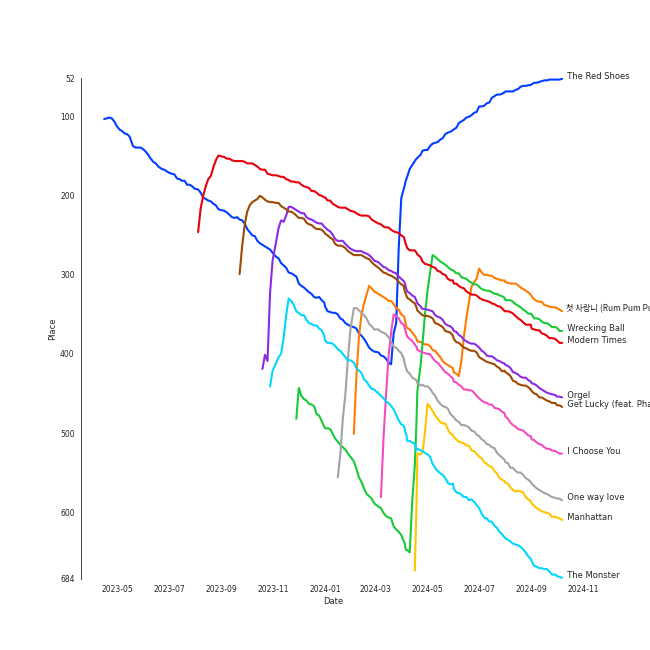 52
100
200
300
400
500
600
684
Place
2023-05
2023-07
2023-09
2023-11
2024-01
2024-03
2024-05
2024-07
2024-09
2024-11
Date
The Red Shoes
첫 사랑니 (Rum Pum Pu
Wrecking Ball
Modern Times
Orgel
Get Lucky (feat. Pha
I Choose You
One way love
Manhattan
The Monster